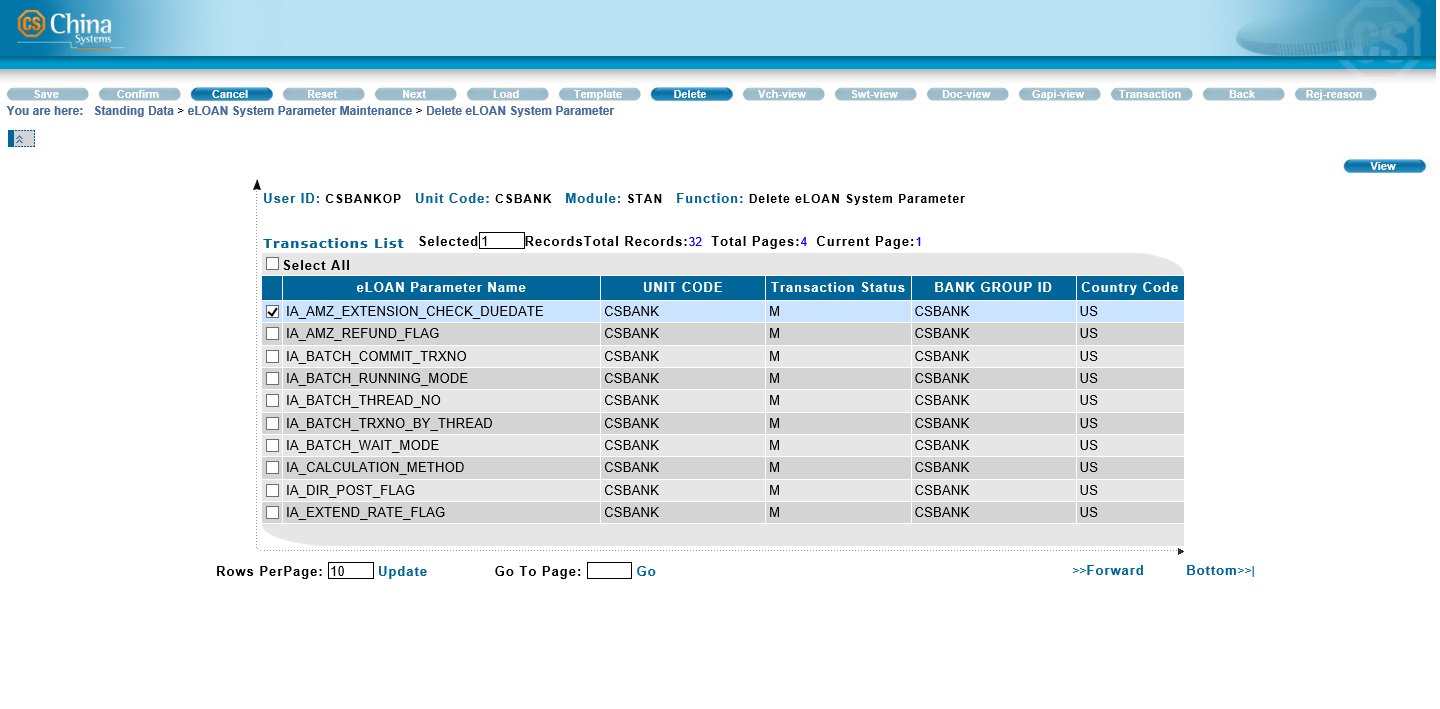 CS China
Systems
CS
Save Confirm Cancel Reset Next Load Template Delete Vch-view Swt-view Doc-view Gapi-view Transaction Back Rej-reason
You are here: Standing Data > eLOAN System Parameter Maintenance > Delete eLOAN System Parameter
View
User ID: CSBANKOP Unit Code: CSBANK Module: STAN Function: Delete eLOAN System Parameter
Transactions List Selected 1 RecordsTotal Records:32 Total Pages:4 Current Page:1
Select All
eLOAN Parameter Name UNIT CODE Transaction Status BANK GROUP ID Country Code
IA_AMZ_EXTENSION_CHECK_DUEDATE CSBANK M CSBANK US
IA_AMZ_REFUND_FLAG CSBANK M CSBANK US
IA_BATCH_COMMIT_TRXNO CSBANK M CSBANK US
IA_BATCH_RUNNING_MODE CSBANK M CSBANK US
IA_BATCH_THREAD_NO CSBANK M CSBANK US
IA_BATCH_TRXNO_BY_THREAD CSBANK M CSBANK US
IA_BATCH_WAIT_MODE CSBANK M CSBANK US
IA_CALCULATION_METHOD CSBANK M CSBANK US
IA_DIR_POST_FLAG CSBANK M CSBANK US
IA_EXTEND_RATE_FLAG CSBANK M CSBANK US
Rows PerPage: 10 Update Go To Page: Go >>Forward Bottom>>|